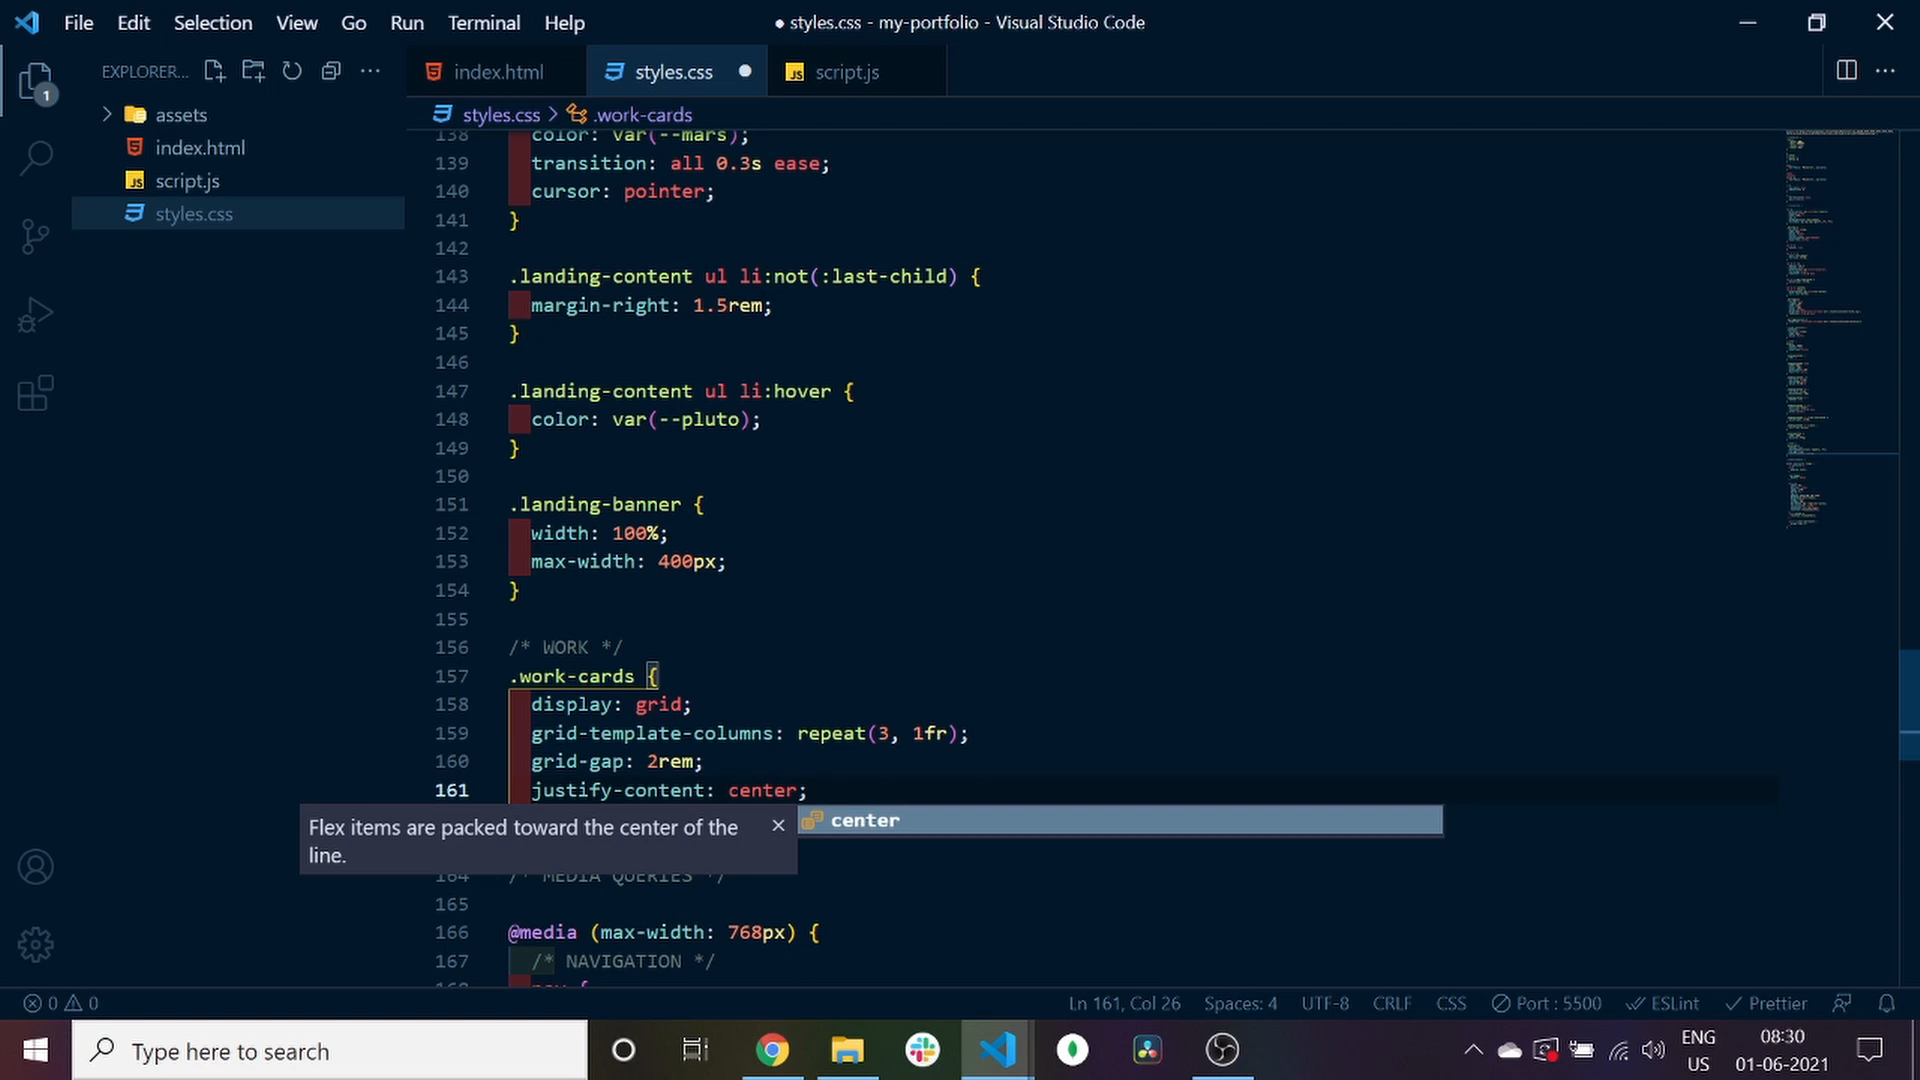 File Edit Selection View Go Run Terminal Help
● styles.css - my-portfolio - Visual Studio Code
EXPLORER...
index.html
styles.css
script.js
styles.css > .work-cards
1
assets
index.html
script.js
styles.css
138 color: var(--mars);
139 transition: all 0.3s ease;
140 cursor: pointer;
141 }
142
143 .landing-content ul li:not(:last-child) {
144 margin-right: 1.5rem;
145 }
146
147 .landing-content ul li:hover {
148 color: var(--pluto);
149 }
150
151 .landing-banner {
152 width: 100%;
153 max-width: 400px;
154 }
155
156 /* WORK */
157 .work-cards {
158 display: grid;
159 grid-template-columns: repeat(3, 1fr);
160 grid-gap: 2rem;
161 justify-content: center;
Flex items are packed toward the center of the
line.
center
164 /* MEDIA QUERIES */
165
166 @media (max-width: 768px) {
167 /* NAVIGATION */
168 nav {
0 0
Ln 161, Col 26 Spaces: 4 UTF-8 CRLF CSS Port : 5500 ESLint Prettier
Type here to search
ENG
US
08:30
01-06-2021